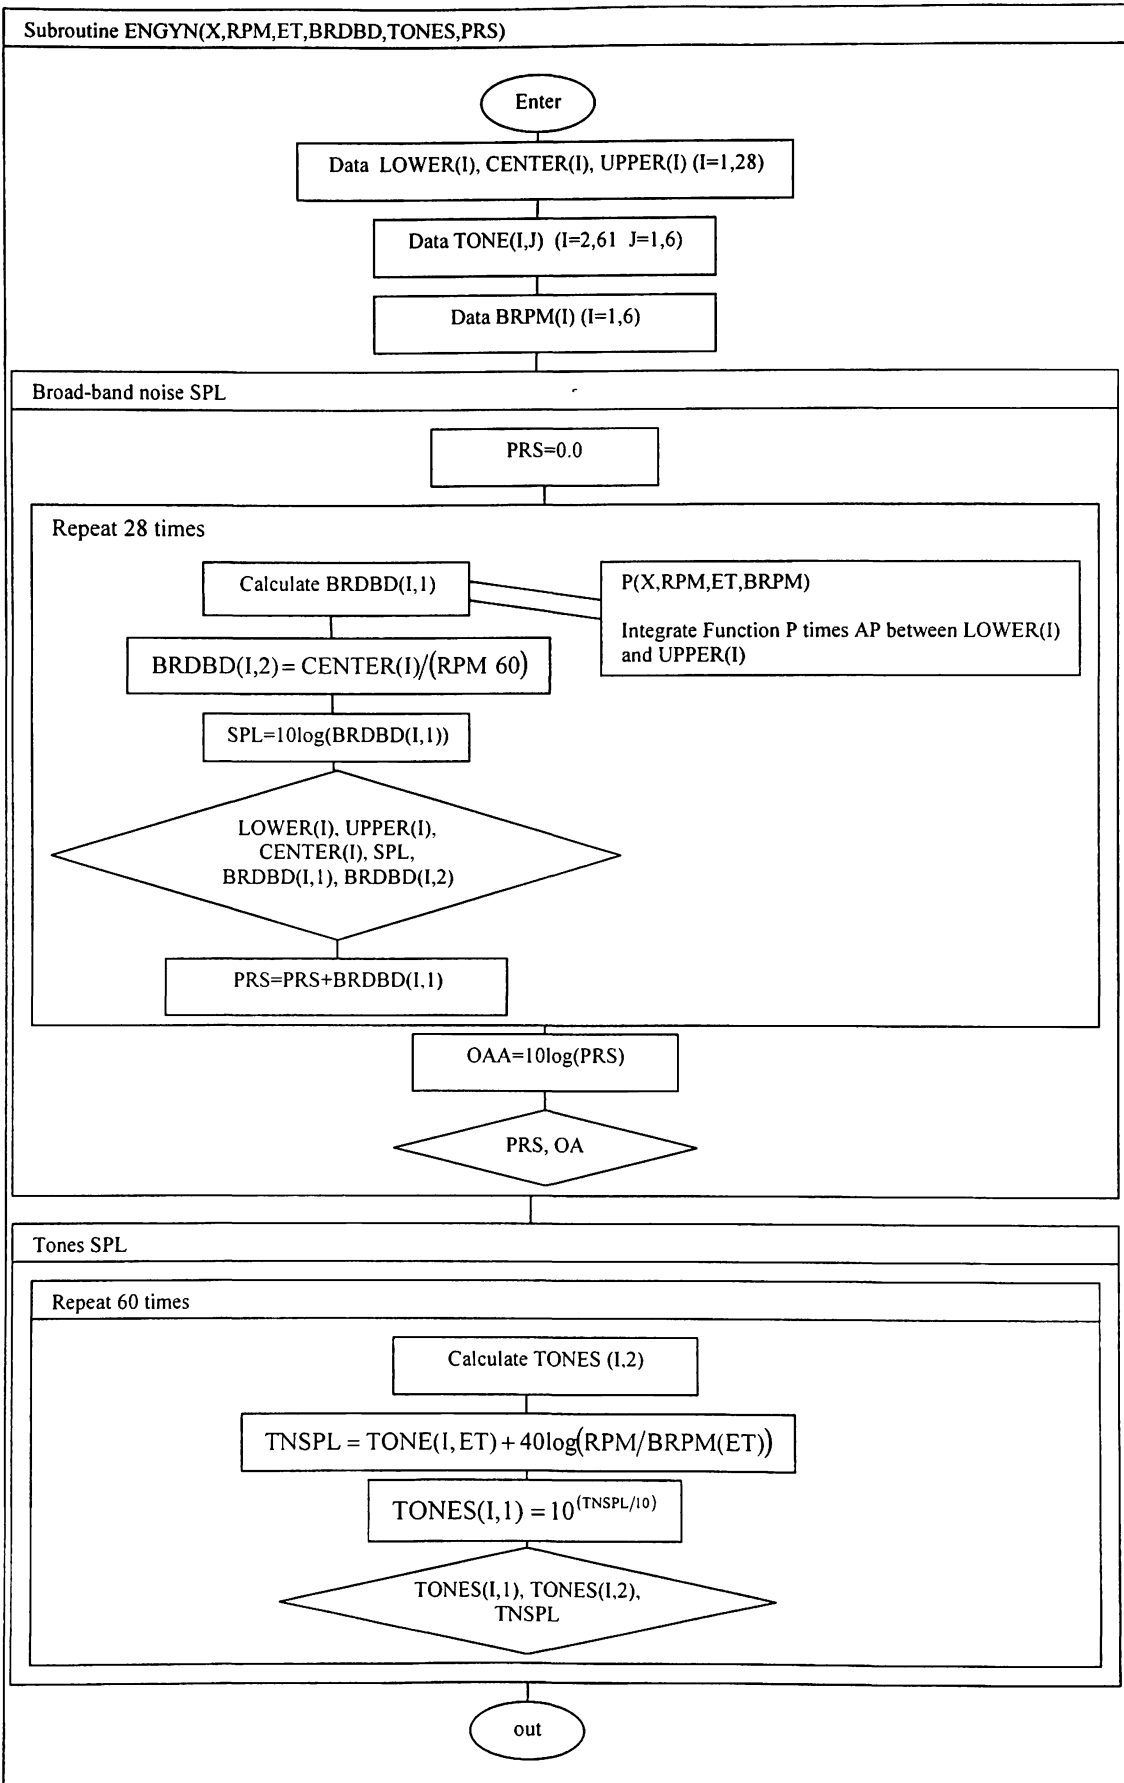 Subroutine ENGYN(X,RPM,ET,BRDBD,TONES,PRS)
Enter
Data LOWER(I), CENTER(I), UPPER(I) (I=1,28)
Data TONE(I,J) (I=2,61 J=1,6)
Data BRPM(I) (I=1,6)
Broad-band noise SPL
PRS=0.0
Repeat 28 times
Calculate BRDBD(I,1)
P(X,RPM,ET,BRPM)
Integrate Function P times AP between LOWER(I)
and UPPER(I)
BRDBD(I,2) = CENTER(I)/(RPM 60)
SPL=10log(BRDBD(I,1))
LOWER(I), UPPER(I),
CENTER(I), SPL,
BRDBD(I,1), BRDBD(I,2)
PRS=PRS+BRDBD(I,1)
OAA=10log(PRS)
PRS, OA
Tones SPL
Repeat 60 times
Calculate TONES (I,2)
TNSPL = TONE(I, ET) + 40log(RPM/BRPM(ET))
TONES(I,1) = 10^(TNSPL/10)
TONES(I,1), TONES(I,2),
TNSPL
out